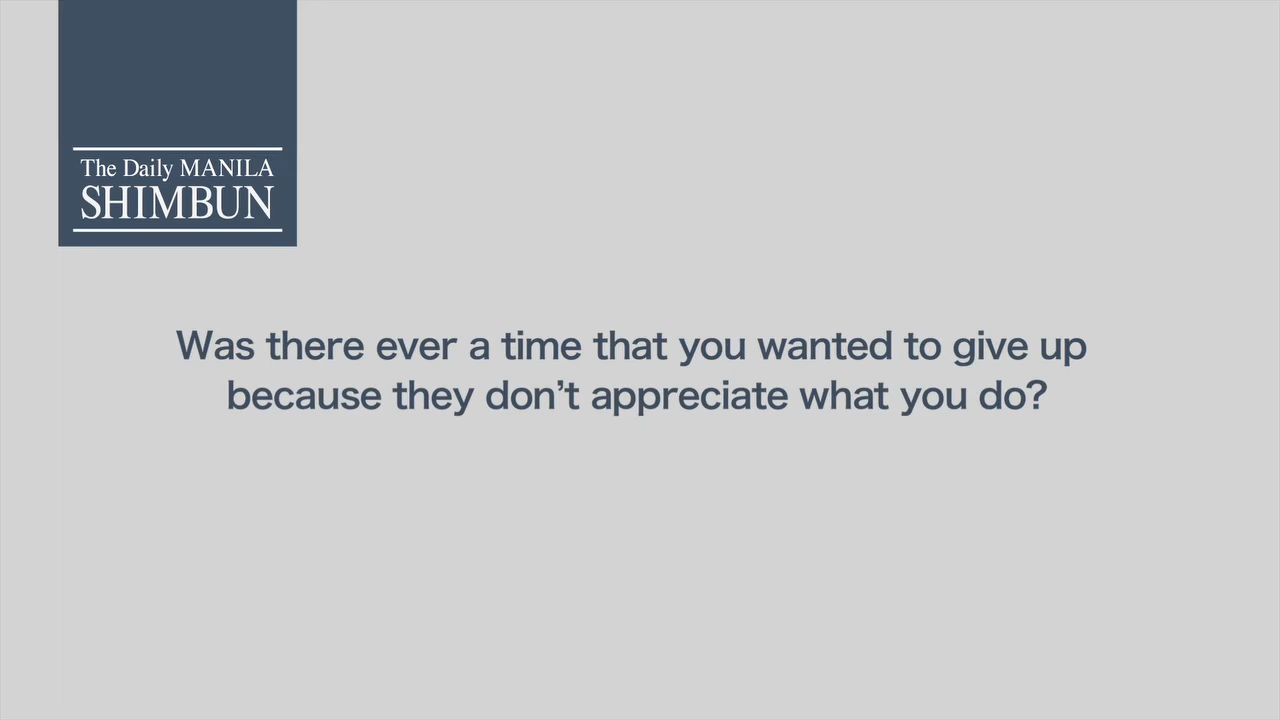 The Daily MANILA
SHIMBUN
Was there ever a time that you wanted to give up
because they don’t appreciate what you do?